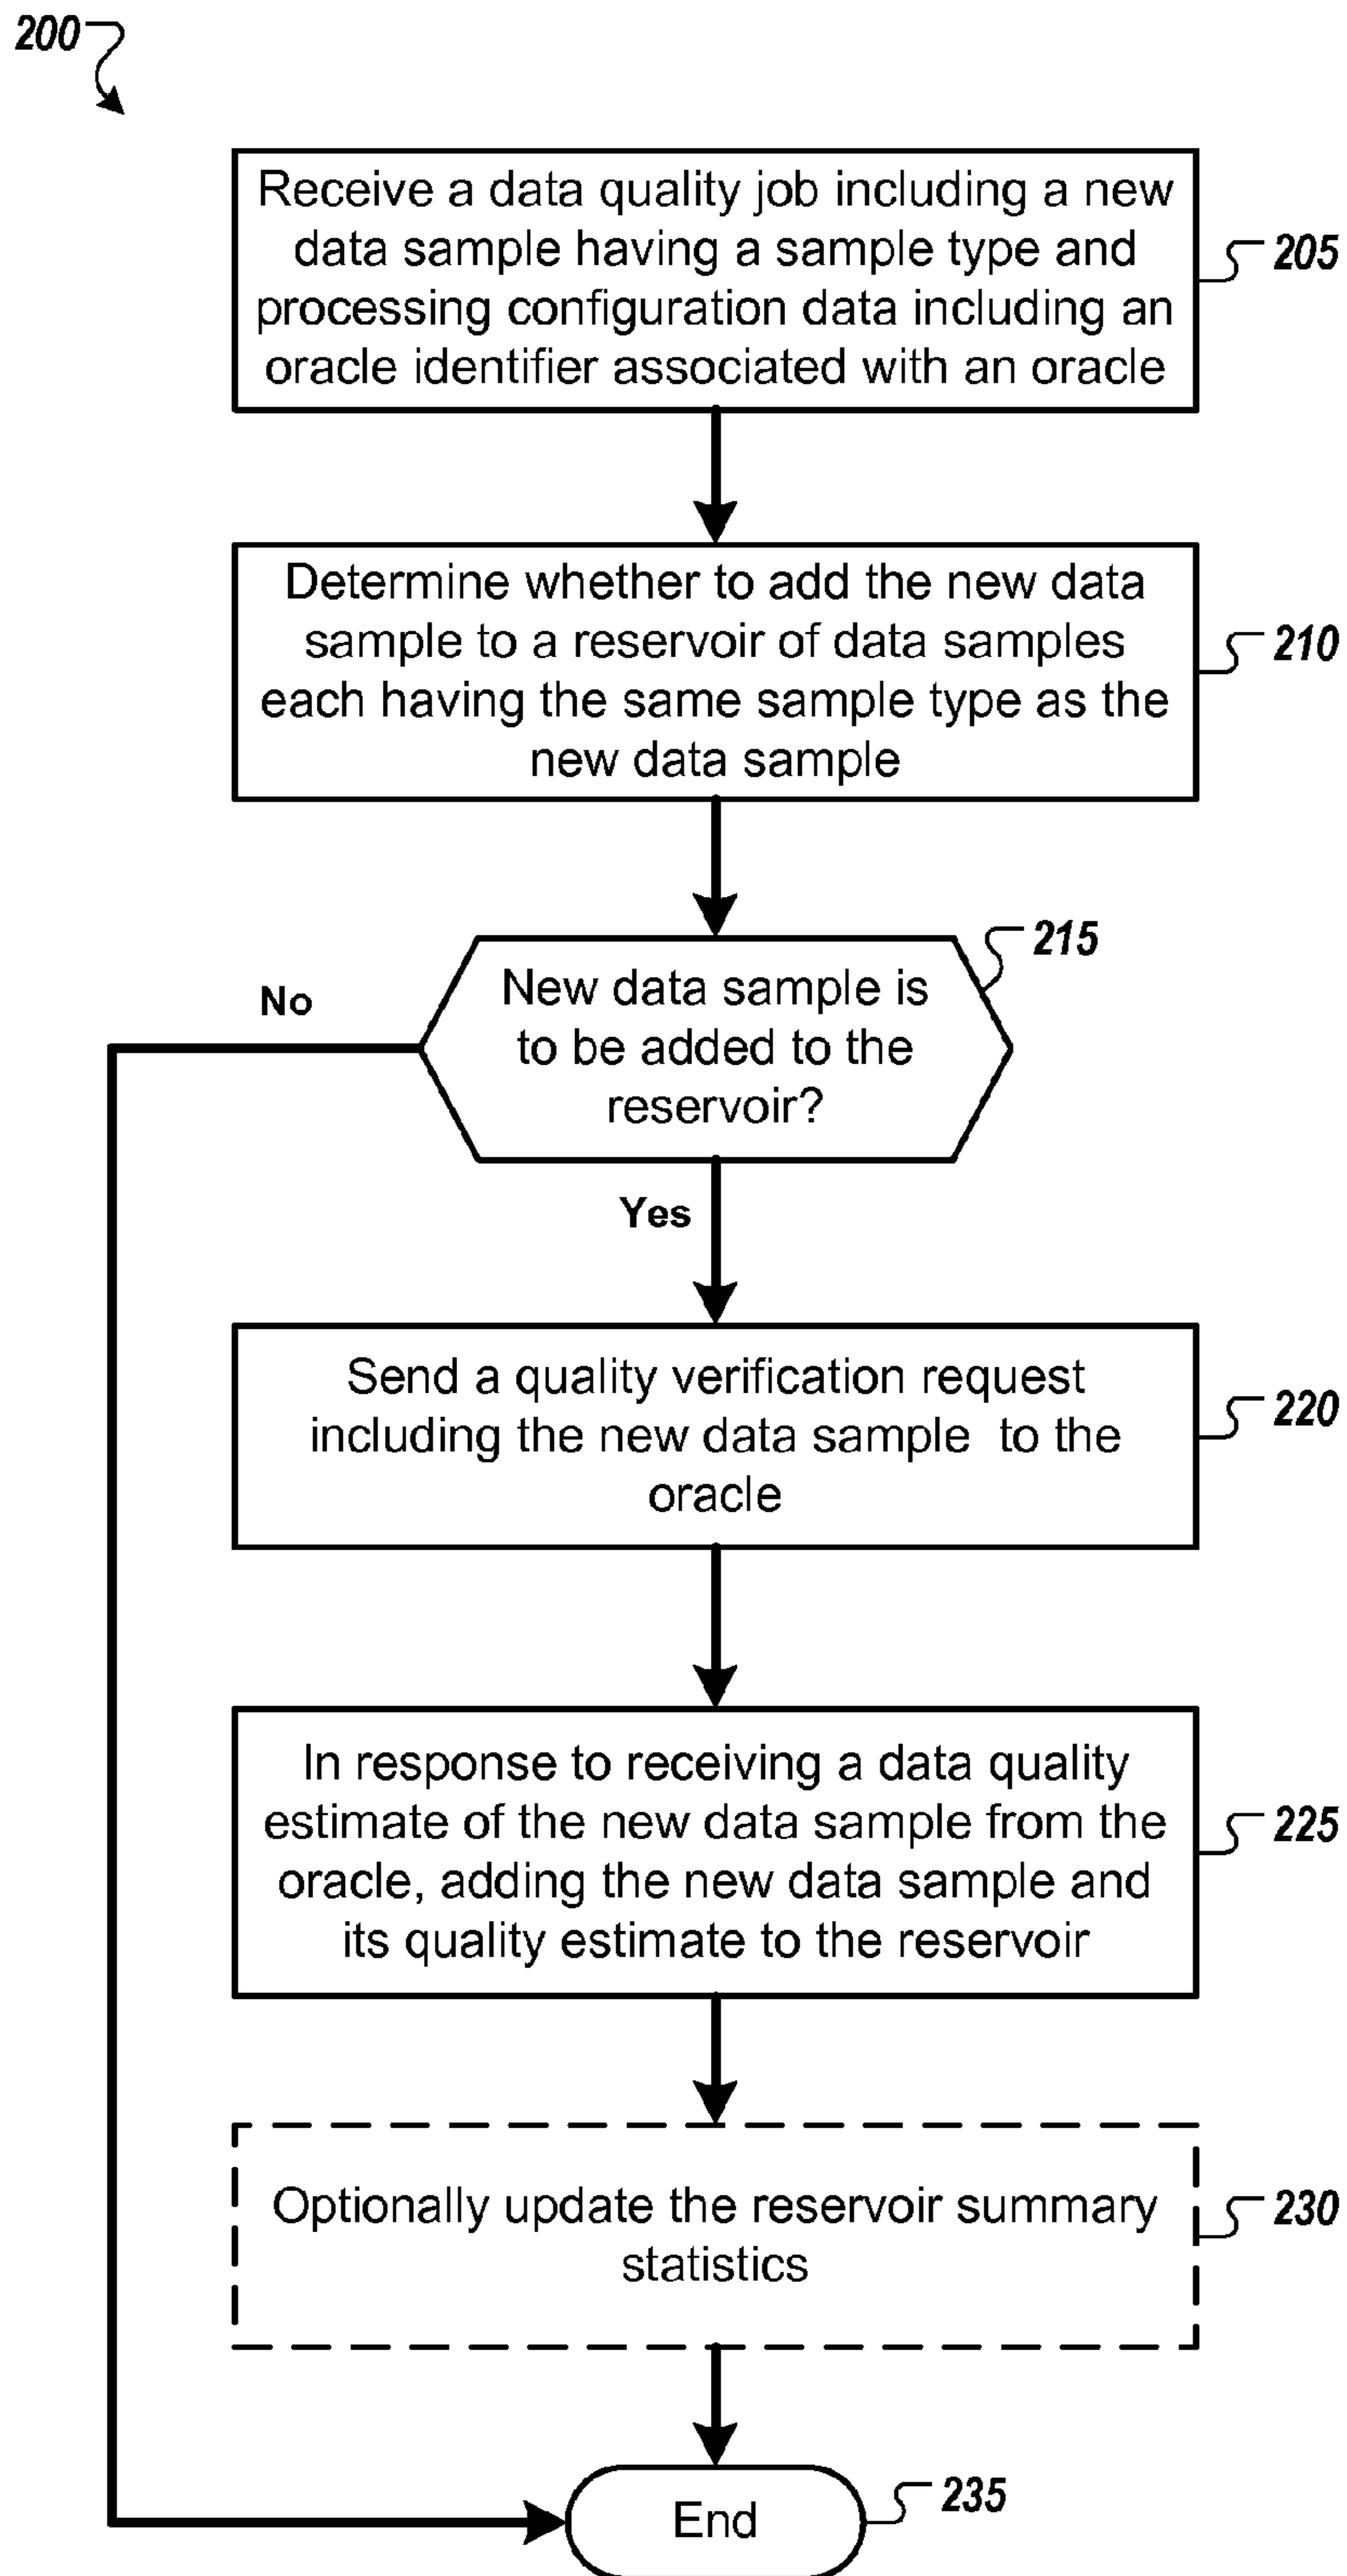 200
Receive a data quality job including a new
data sample having a sample type and
processing configuration data including an
oracle identifier associated with an oracle
205
Determine whether to add the new data
sample to a reservoir of data samples
each having the same sample type as the
new data sample
210
New data sample is
to be added to the
reservoir?
215
No
Yes
Send a quality verification request
including the new data sample to the
oracle
220
In response to receiving a data quality
estimate of the new data sample from the
oracle, adding the new data sample and
its quality estimate to the reservoir
225
Optionally update the reservoir summary
statistics
230
End
235